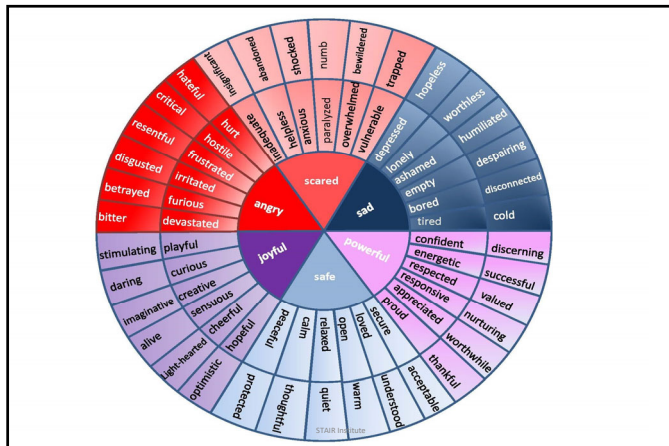 scared
sad
powerful
safe
joyful
angry
inadequate
helpless
anxious
paralyzed
overwhelmed
vulnerable
insignificant
abandoned
shocked
numb
bewildered
trapped
depressed
lonely
ashamed
empty
bored
tired
hopeless
worthless
humiliated
despairing
disconnected
cold
confident
energetic
respected
responsive
appreciated
proud
discerning
successful
valued
nurturing
worthwhile
thankful
secure
loved
open
relaxed
calm
peaceful
acceptable
understood
warm
quiet
thoughtful
protected
hopeful
cheerful
sensuous
creative
curious
playful
optimistic
light-hearted
alive
imaginative
daring
stimulating
devastated
furious
irritated
frustrated
hostile
hurt
bitter
betrayed
disgusted
resentful
critical
hateful
STAIR Institute